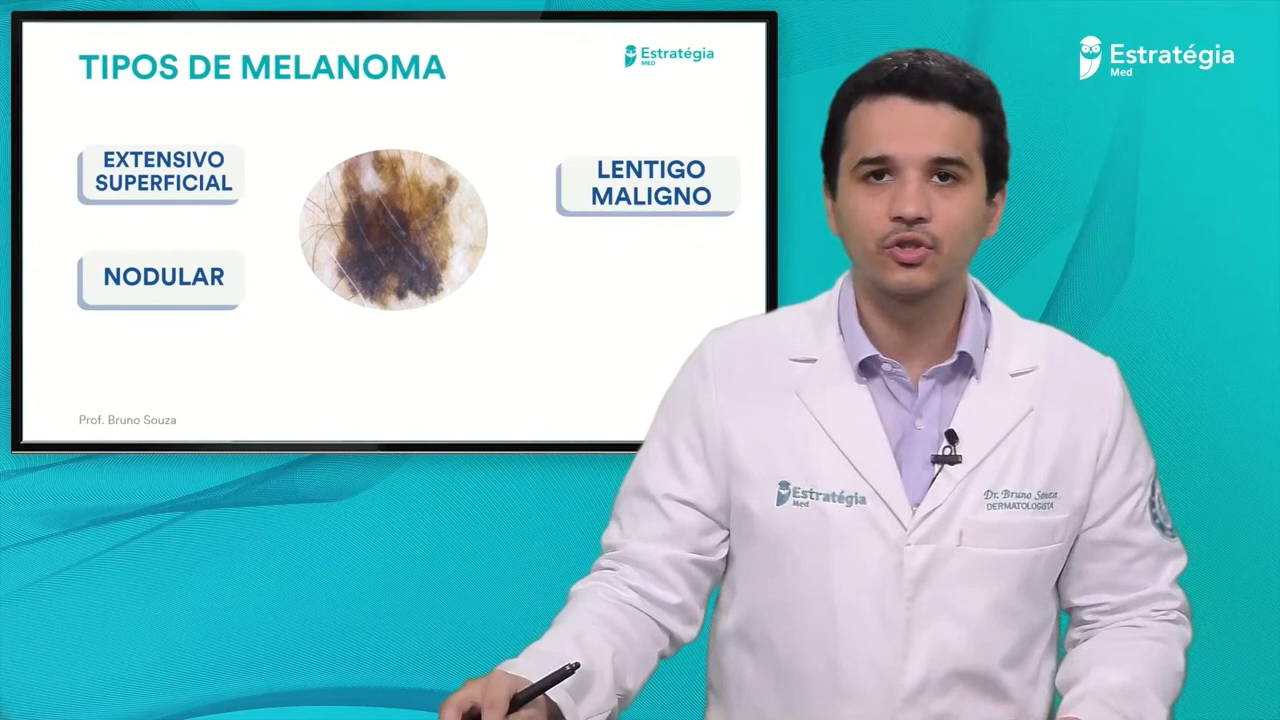 TIPOS DE MELANOMA
Estratégia
MED
EXTENSIVO
SUPERFICIAL
NODULAR
LENTIGO
MALIGNO
Prof. Bruno Souza
Estratégia
Med
Estratégia
Med
Dr. Bruno Souza
DERMATOLOGISTA